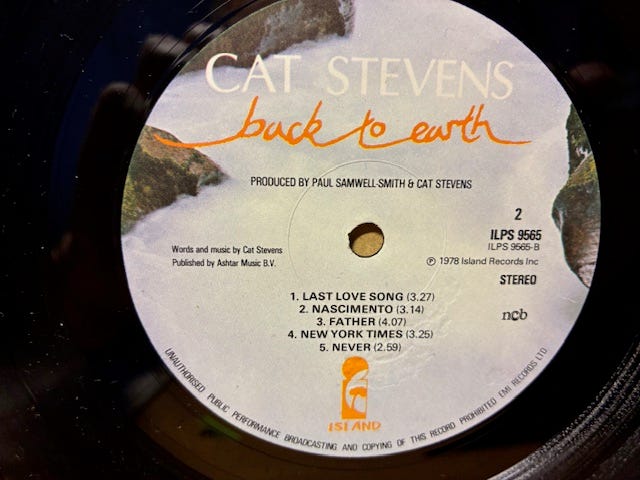 CAT STEVENS
back to earth
PRODUCED BY PAUL SAMWELL-SMITH & CAT STEVENS
2
ILPS 9565
ILPS 9565-B
Words and music by Cat Stevens
Published by Ashtar Music B.V.
℗ 1978 Island Records Inc
STEREO
ncb
1. LAST LOVE SONG (3.27)
2. NASCIMENTO (3.14)
3. FATHER (4.07)
4. NEW YORK TIMES (3.25)
5. NEVER (2.59)
ISLAND
UNAUTHORISED PUBLIC PERFORMANCE BROADCASTING AND COPYING OF THIS RECORD PROHIBITED EMI RECORDS LTD